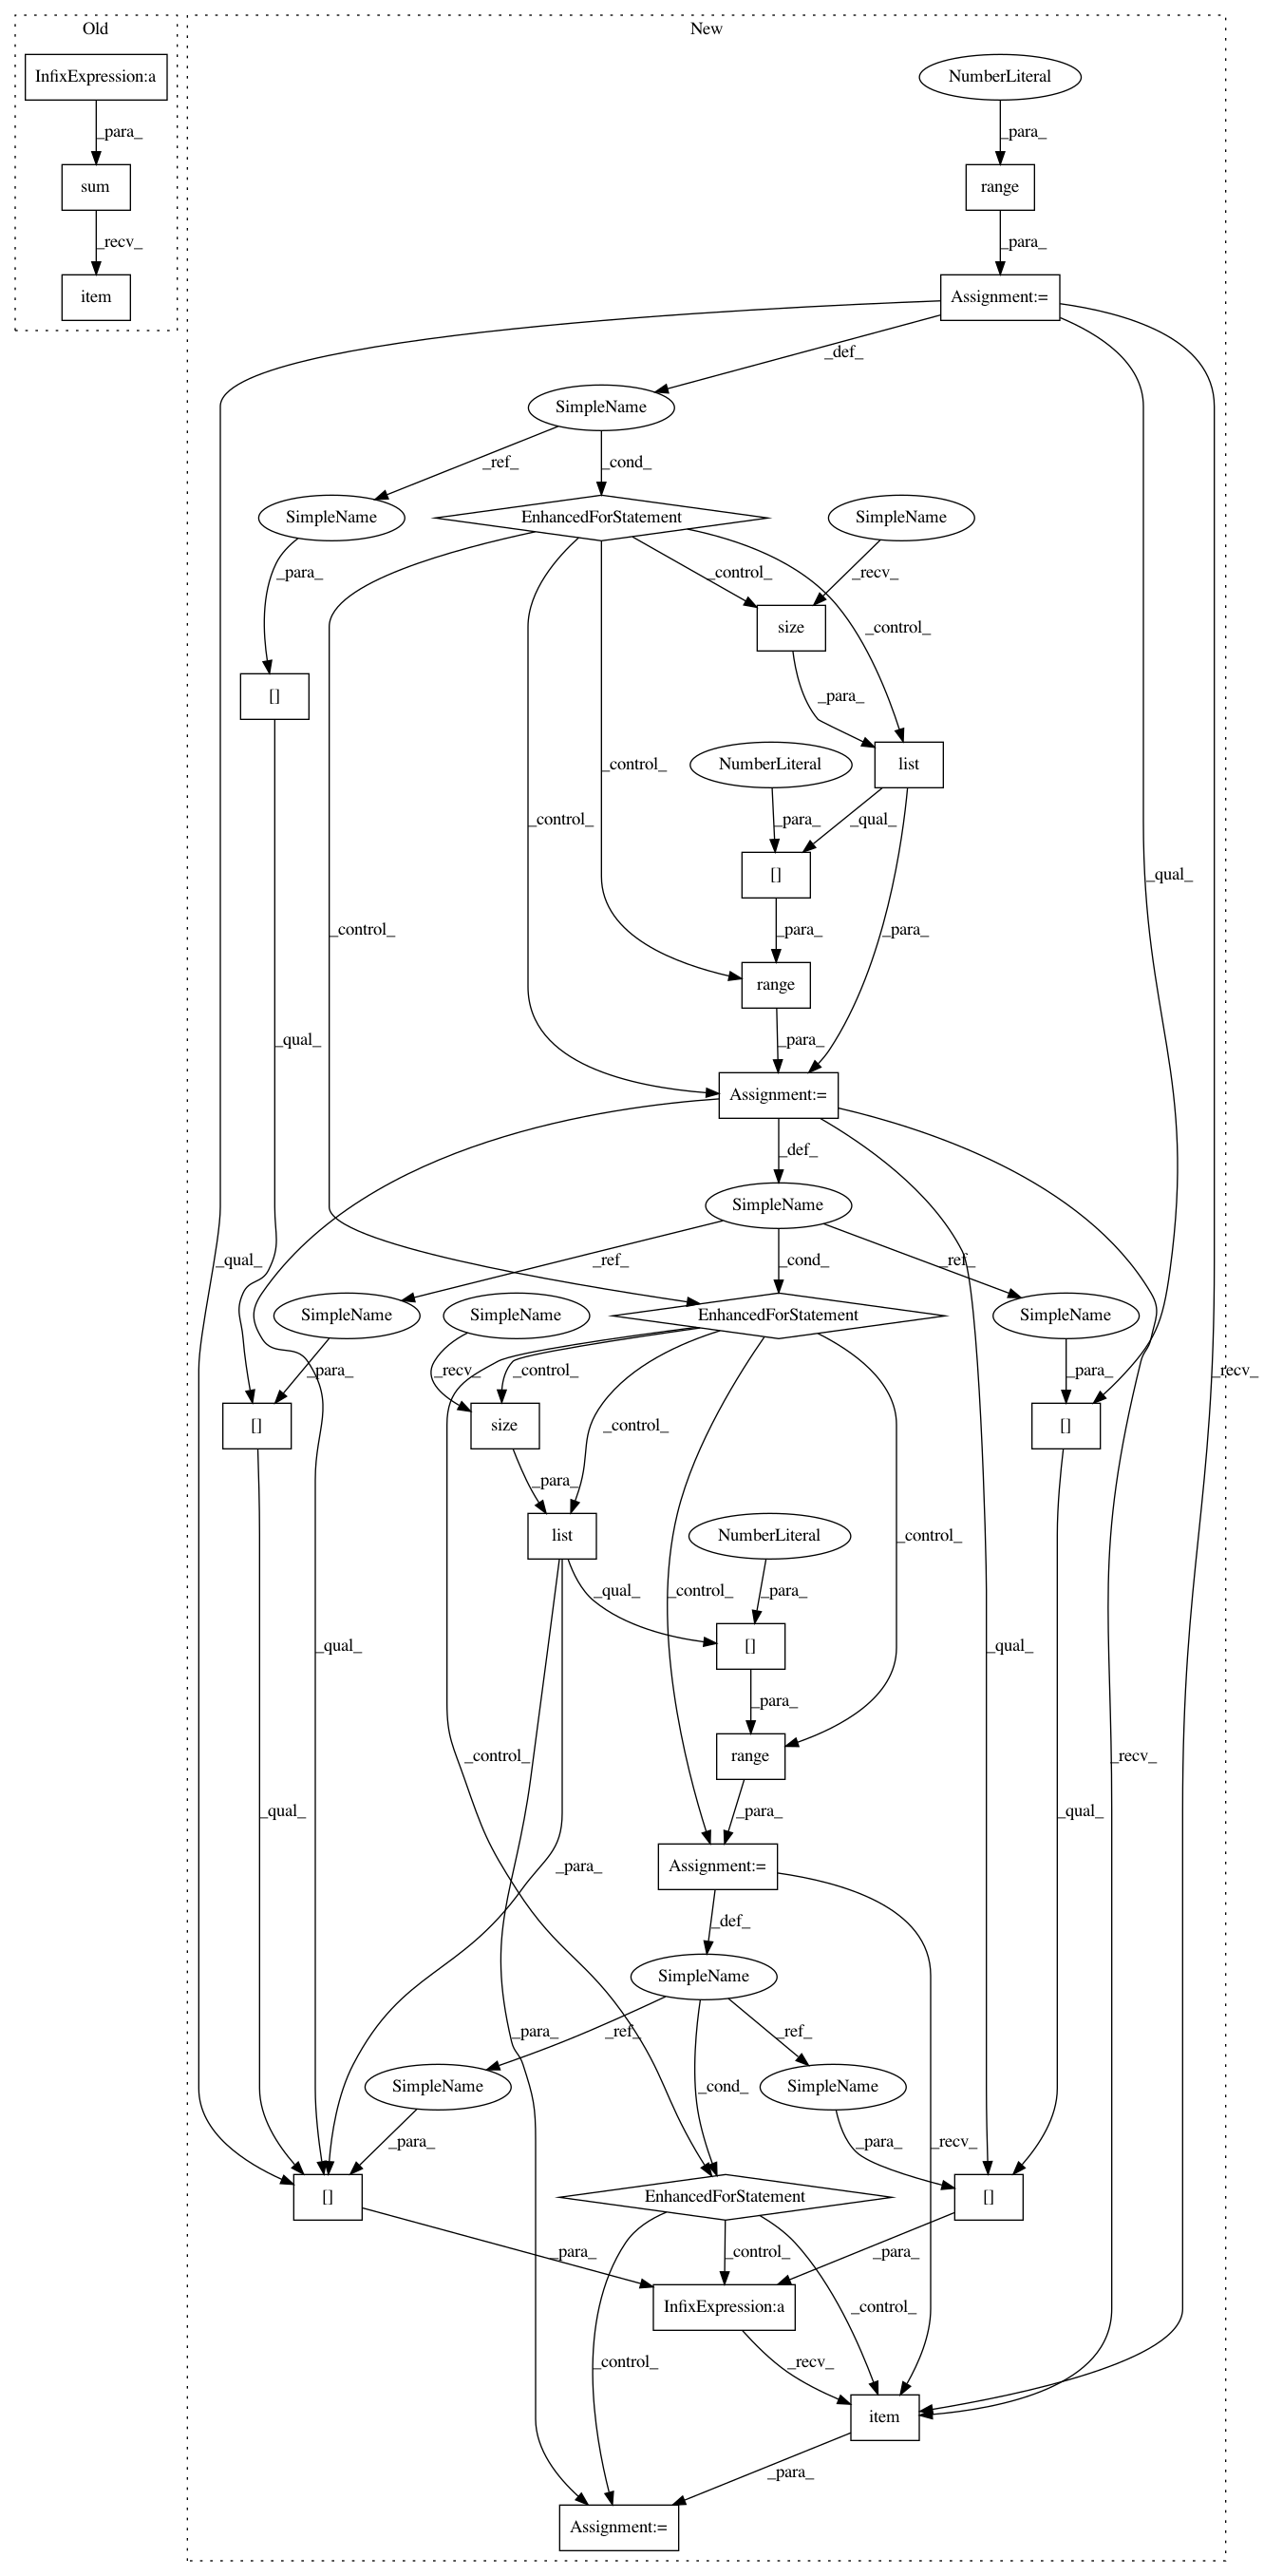 Old
New
InfixExpression:a
NumberLiteral
_para_
_para_
sum
range
_recv_
_para_
item
Assignment:=
_def_
SimpleName
_ref_
_cond_
SimpleName
EnhancedForStatement
SimpleName
_para_
_control_
_recv_
size
_control_
[]
_para_
_control_
NumberLiteral
list
_control_
_para_
_qual_
_qual_
[]
_control_
_para_
_para_
range
_qual_
_para_
Assignment:=
_def_
SimpleName
_qual_
_ref_
_cond_
_ref_
SimpleName
SimpleName
EnhancedForStatement
SimpleName
_para_
_recv_
_control_
_para_
_recv_
[]
size
_control_
[]
_para_
list
NumberLiteral
_control_
_qual_
_control_
_para_
_qual_
[]
_qual_
_para_
range
_control_
_recv_
_qual_
_para_
_qual_
_para_
Assignment:=
_def_
SimpleName
_para_
_ref_
_ref_
SimpleName
_cond_
SimpleName
_para_
_para_
_recv_
[]
EnhancedForStatement
[]
_para_
_control_
_para_
InfixExpression:a
_control_
_control_
_recv_
item
_para_
Assignment:=